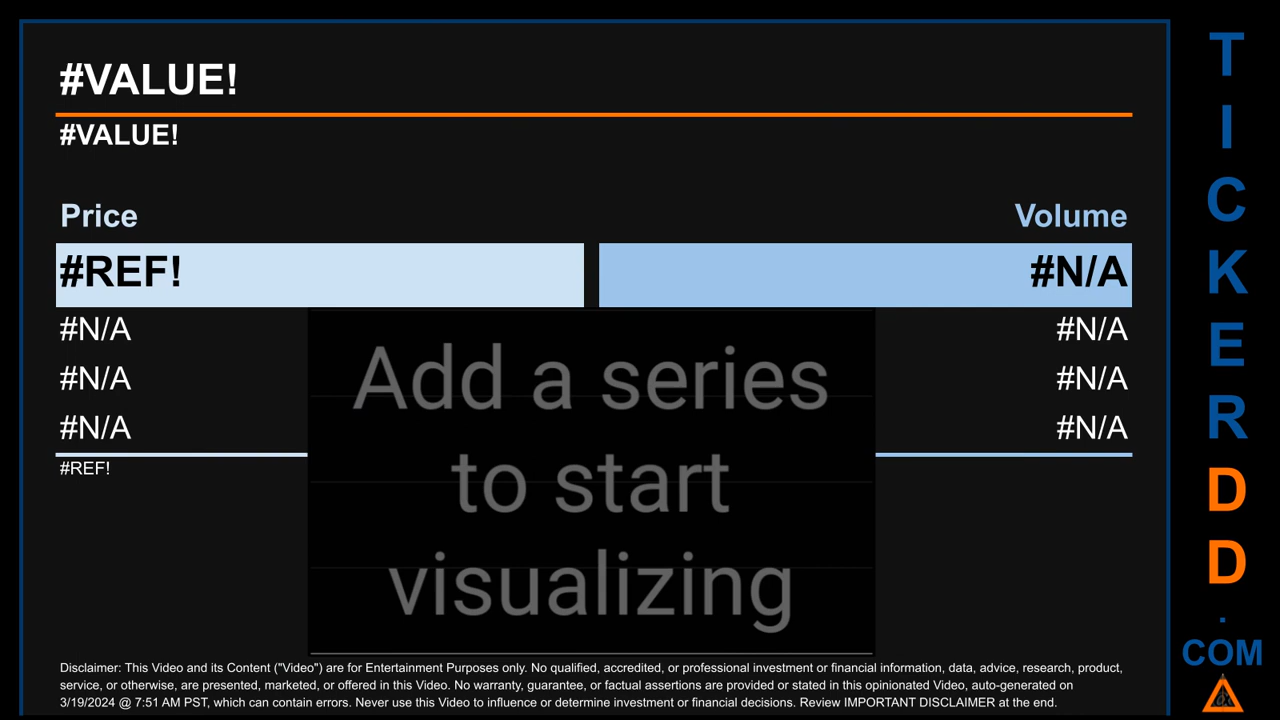 #VALUE!
#VALUE!
Price Volume
#REF! #N/A
#N/A #N/A
#N/A #N/A
#N/A #N/A
#REF!
Add a series
to start
visualizing
Disclaimer: This Video and its Content ("Video") are for Entertainment Purposes only. No qualified, accredited, or professional investment or financial information, data, advice, research, product,
service, or otherwise, are presented, marketed, or offered in this Video. No warranty, guarantee, or factual assertions are provided or stated in this opinionated Video, auto-generated on
3/19/2024 @ 7:51 AM PST, which can contain errors. Never use this Video to influence or determine investment or financial decisions. Review IMPORTANT DISCLAIMER at the end.
T
I
C
K
E
R
D
D
.
COM